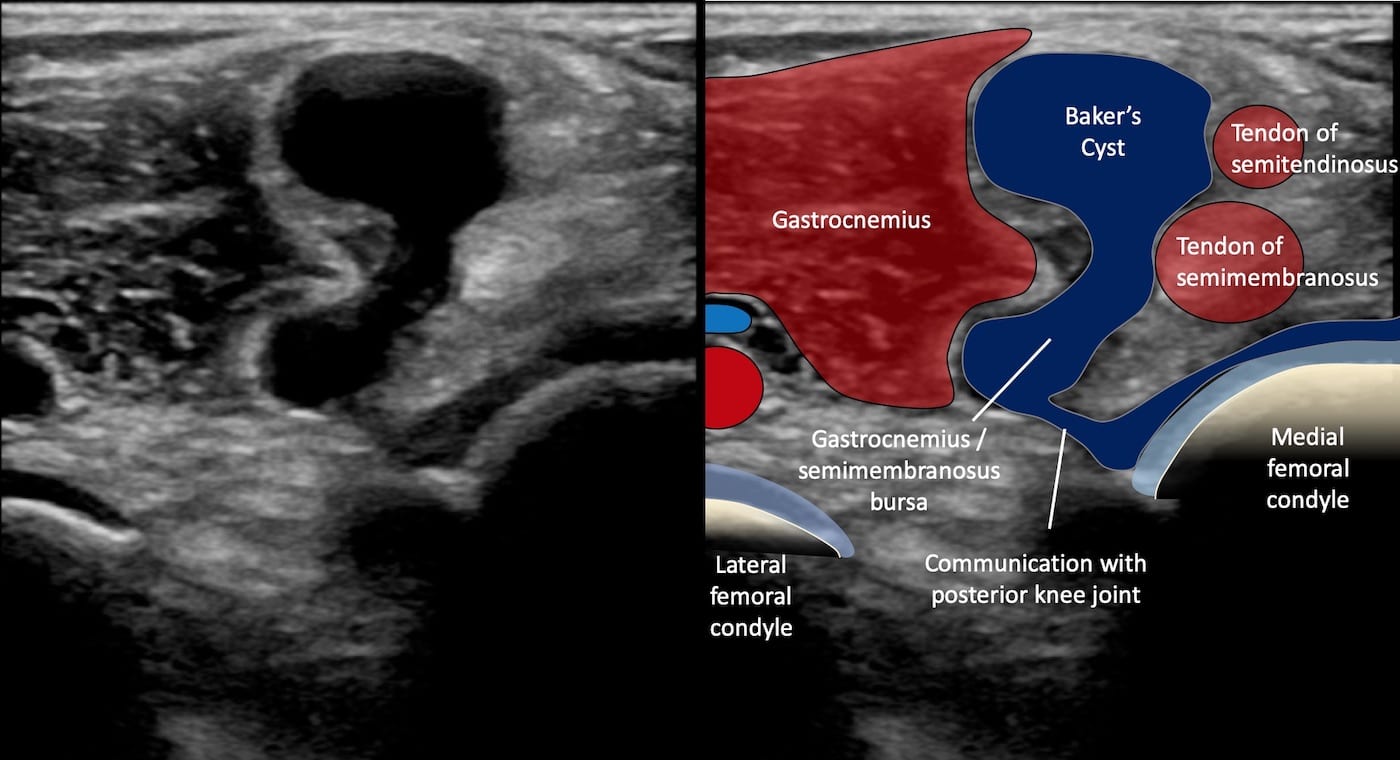 Baker’s
Cyst
Tendon of
semitendinosus
Gastrocnemius
Tendon of
semimembranosus
Gastrocnemius /
semimembranosus
bursa
Medial
femoral
condyle
Communication with
posterior knee joint
Lateral
femoral
condyle